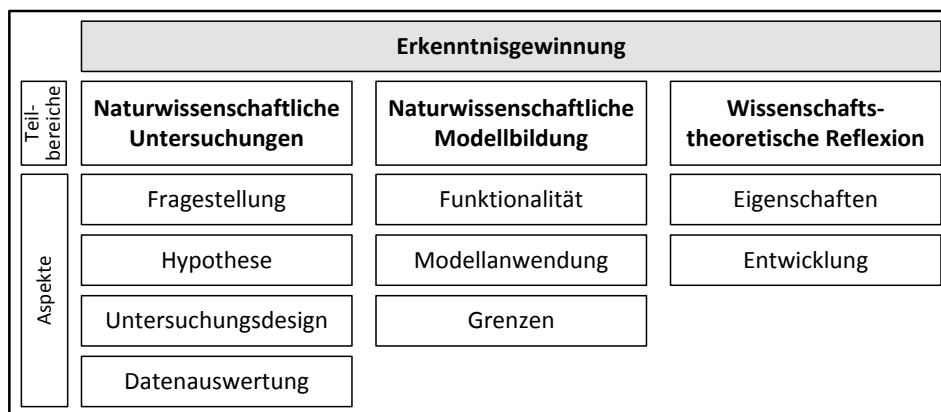 Erkenntnisgewinnung
Teil-
bereiche
Naturwissenschaftliche
Untersuchungen
Naturwissenschaftliche
Modellbildung
Wissenschafts-
theoretische Reflexion
Aspekte
Fragestellung
Funktionalität
Eigenschaften
Hypothese
Modellanwendung
Entwicklung
Untersuchungsdesign
Grenzen
Datenauswertung